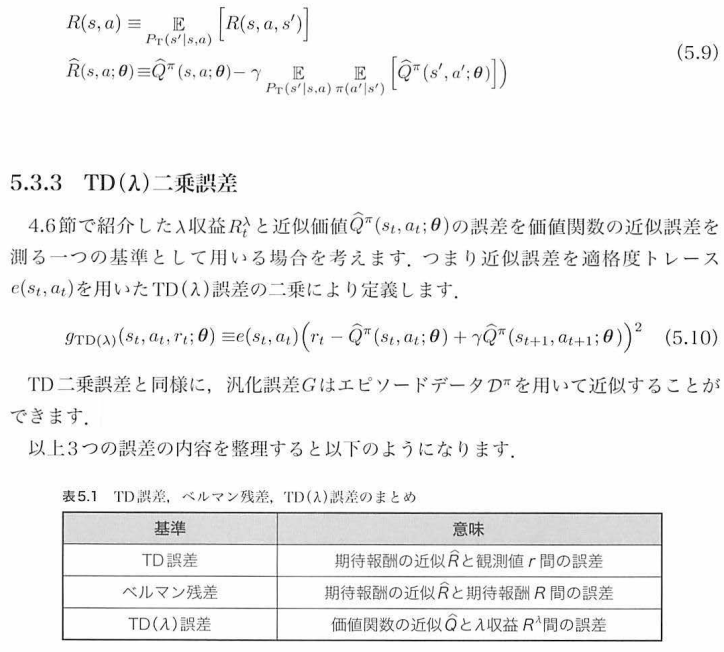 R(s, a) ≡ 𝔼_{P_T(s'|s,a)} [R(s, a, s')]
R̂(s, a; θ) ≡ Q̂^π(s, a; θ) − γ 𝔼_{P_T(s'|s,a)} 𝔼_{π(a'|s')} [Q̂^π(s', a'; θ)]) (5.9)
5.3.3 TD(λ)二乗誤差
4.6節で紹介したλ収益R_t^λと近似価値Q̂^π(s_t, a_t; θ)の誤差を価値関数の近似誤差を
測る一つの基準として用いる場合を考えます．つまり近似誤差を適格度トレース
e(s_t, a_t)を用いたTD(λ)誤差の二乗により定義します．
g_{TD(λ)}(s_t, a_t, r_t; θ) ≡ e(s_t, a_t)(r_t − Q̂^π(s_t, a_t; θ) + γQ̂^π(s_{t+1}, a_{t+1}; θ))^2 (5.10)
TD二乗誤差と同様に，汎化誤差GはエピソードデータD^πを用いて近似することが
できます．
以上3つの誤差の内容を整理すると以下のようになります．
表5.1 TD誤差，ベルマン残差，TD(λ)誤差のまとめ
基準 意味
TD誤差 期待報酬の近似R̂と観測値r間の誤差
ベルマン残差 期待報酬の近似R̂と期待報酬R間の誤差
TD(λ)誤差 価値関数の近似Q̂とλ収益R^λ間の誤差